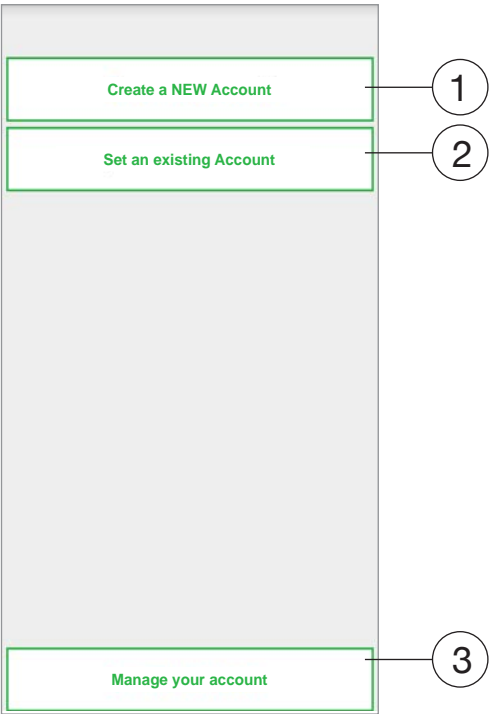 Create a NEW Account
1
Set an existing Account
2
Manage your account
3